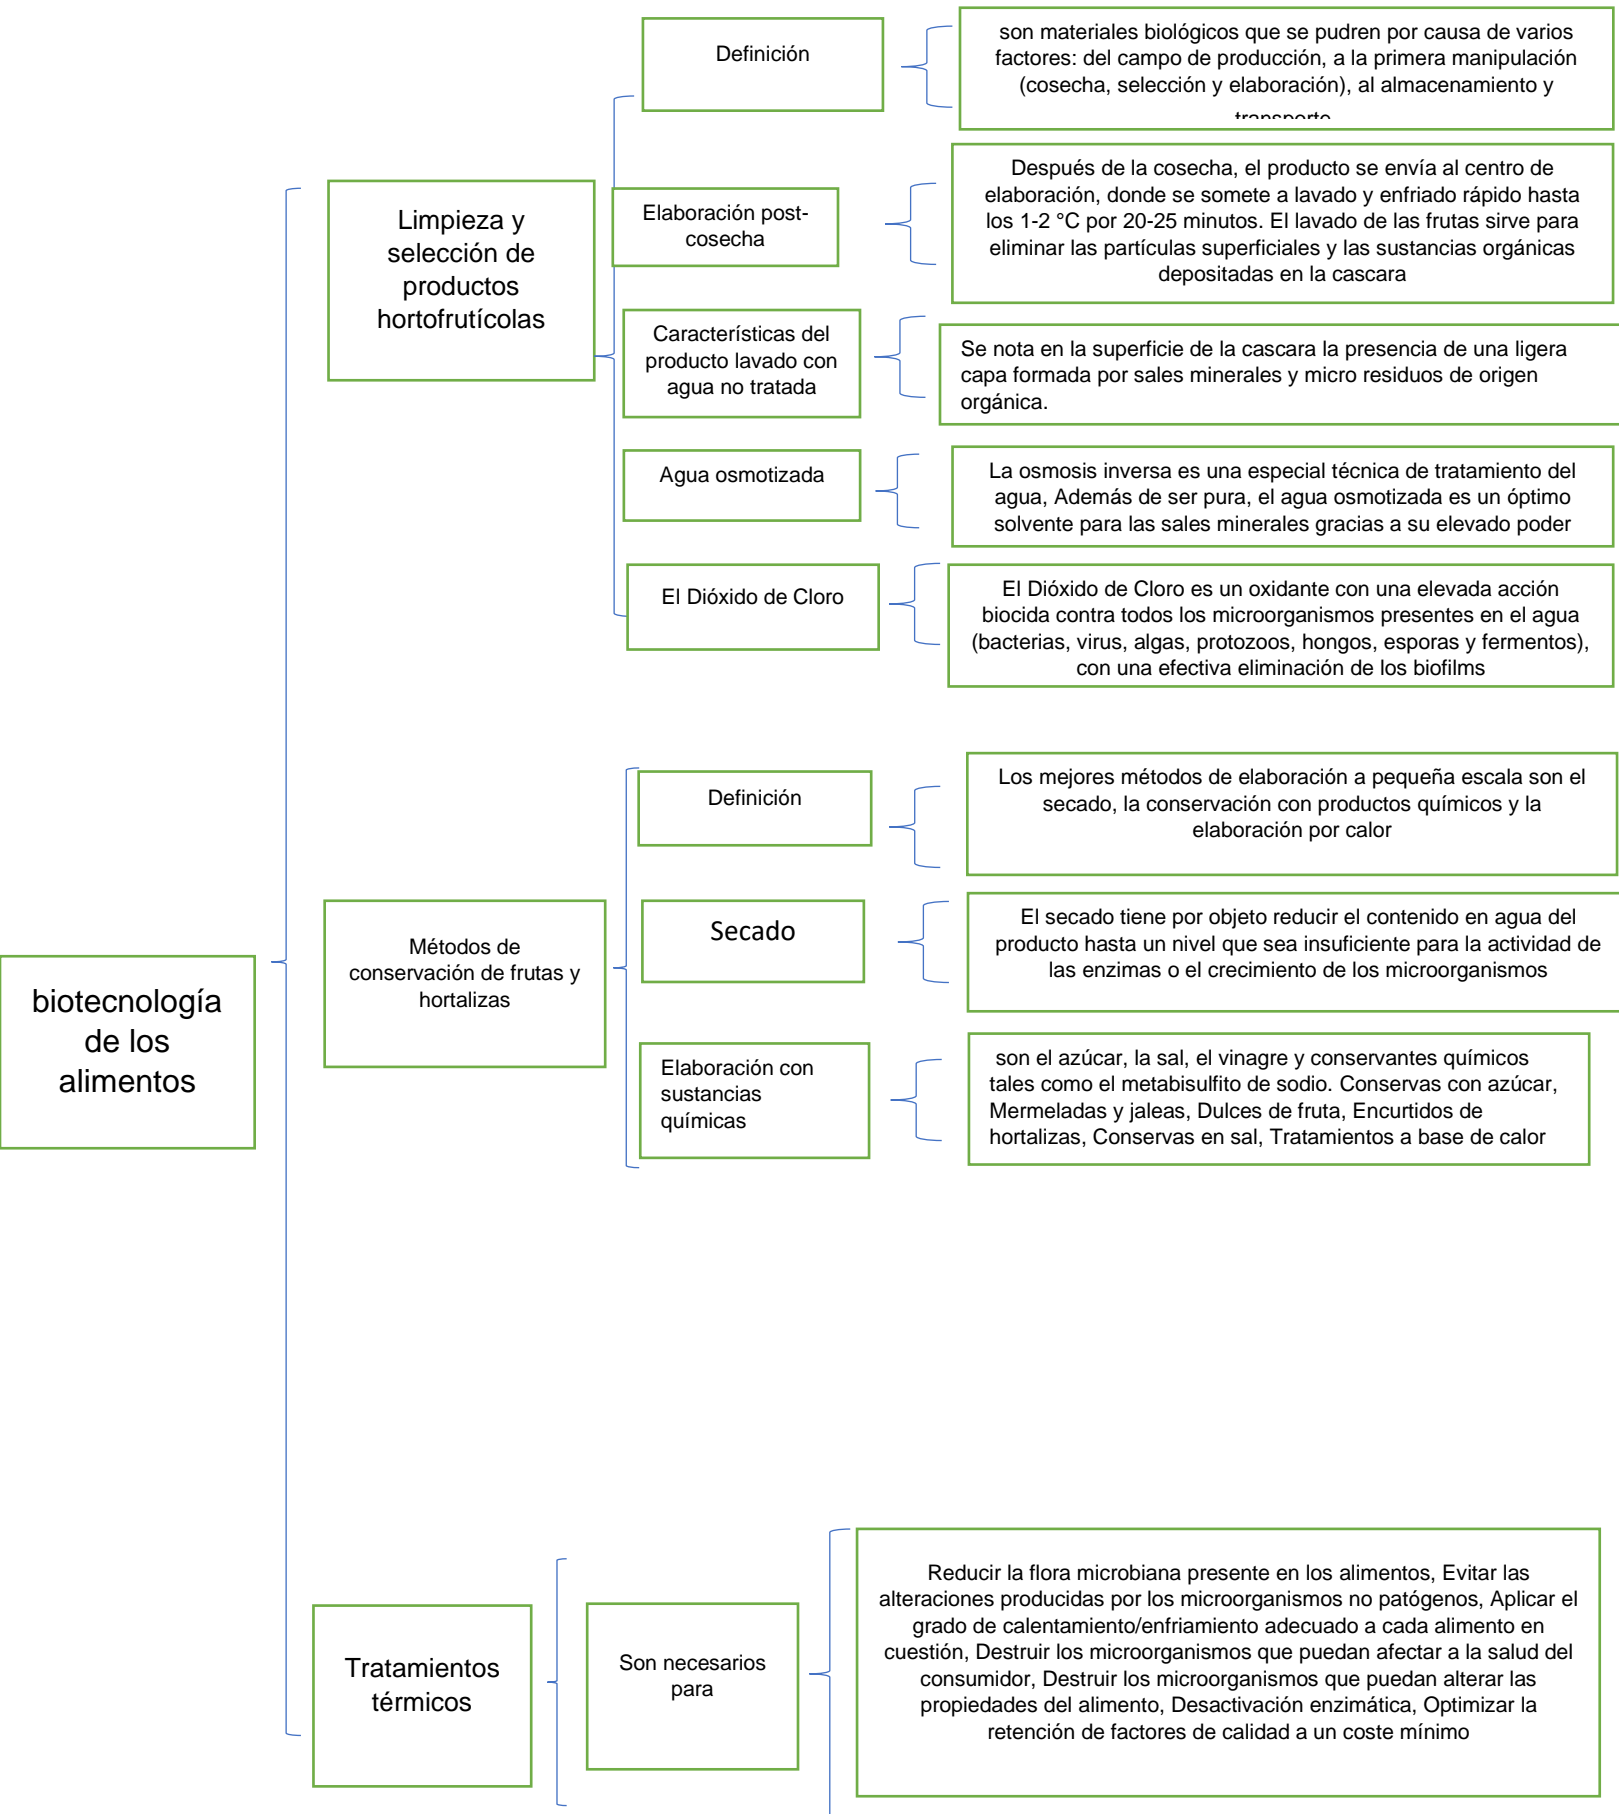 Definición
son materiales biológicos que se pudren por causa de varios
factores: del campo de producción, a la primera manipulación
(cosecha, selección y elaboración), al almacenamiento y
transporte
Limpieza y
selección de
productos
hortofrutícolas
Elaboración post-
cosecha
Después de la cosecha, el producto se envía al centro de
elaboración, donde se somete a lavado y enfriado rápido hasta
los 1-2 °C por 20-25 minutos. El lavado de las frutas sirve para
eliminar las partículas superficiales y las sustancias orgánicas
depositadas en la cascara
Características del
producto lavado con
agua no tratada
Se nota en la superficie de la cascara la presencia de una ligera
capa formada por sales minerales y micro residuos de origen
orgánica.
Agua osmotizada
La osmosis inversa es una especial técnica de tratamiento del
agua, Además de ser pura, el agua osmotizada es un óptimo
solvente para las sales minerales gracias a su elevado poder
El Dióxido de Cloro
El Dióxido de Cloro es un oxidante con una elevada acción
biocida contra todos los microorganismos presentes en el agua
(bacterias, virus, algas, protozoos, hongos, esporas y fermentos),
con una efectiva eliminación de los biofilms
biotecnología
de los
alimentos
Métodos de
conservación de frutas y
hortalizas
Definición
Los mejores métodos de elaboración a pequeña escala son el
secado, la conservación con productos químicos y la
elaboración por calor
Secado
El secado tiene por objeto reducir el contenido en agua del
producto hasta un nivel que sea insuficiente para la actividad de
las enzimas o el crecimiento de los microorganismos
Elaboración con
sustancias
químicas
son el azúcar, la sal, el vinagre y conservantes químicos
tales como el metabisulfito de sodio. Conservas con azúcar,
Mermeladas y jaleas, Dulces de fruta, Encurtidos de
hortalizas, Conservas en sal, Tratamientos a base de calor
Tratamientos
térmicos
Son necesarios
para
Reducir la flora microbiana presente en los alimentos, Evitar las
alteraciones producidas por los microorganismos no patógenos, Aplicar el
grado de calentamiento/enfriamiento adecuado a cada alimento en
cuestión, Destruir los microorganismos que puedan afectar a la salud del
consumidor, Destruir los microorganismos que puedan alterar las
propiedades del alimento, Desactivación enzimática, Optimizar la
retención de factores de calidad a un coste mínimo